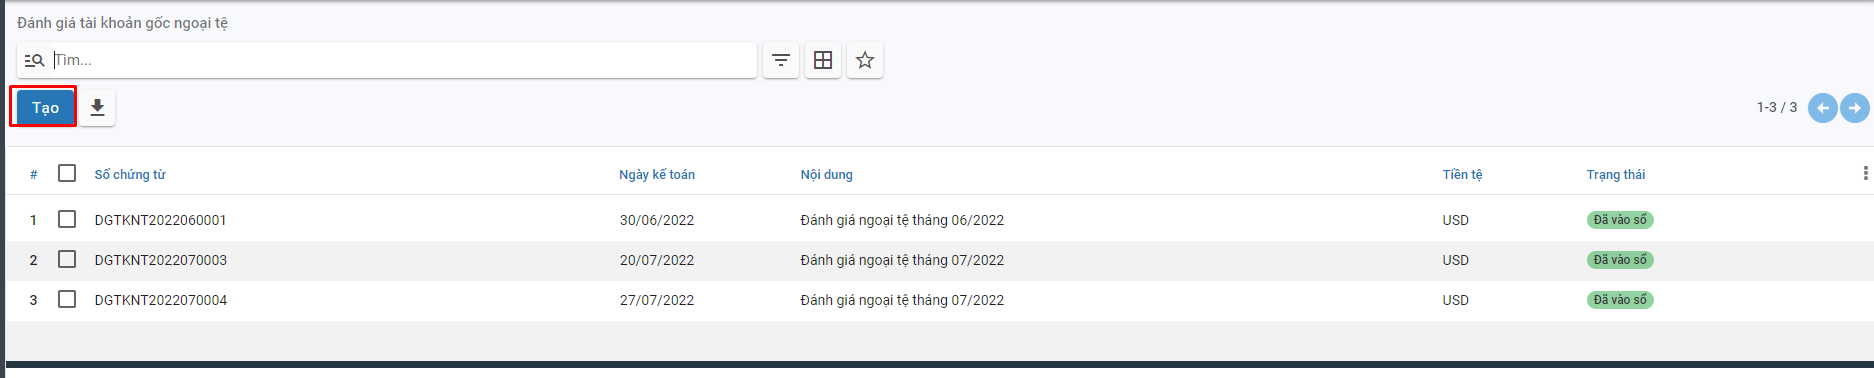 Đánh giá tài khoản gốc ngoại tệ
Tìm...
Tạo
1-3 / 3
# Số chứng từ Ngày kế toán Nội dung Tiền tệ Trạng thái
1 DGTKNT2022060001 30/06/2022 Đánh giá ngoại tệ tháng 06/2022 USD Đã vào sổ
2 DGTKNT2022070003 20/07/2022 Đánh giá ngoại tệ tháng 07/2022 USD Đã vào sổ
3 DGTKNT2022070004 27/07/2022 Đánh giá ngoại tệ tháng 07/2022 USD Đã vào sổ